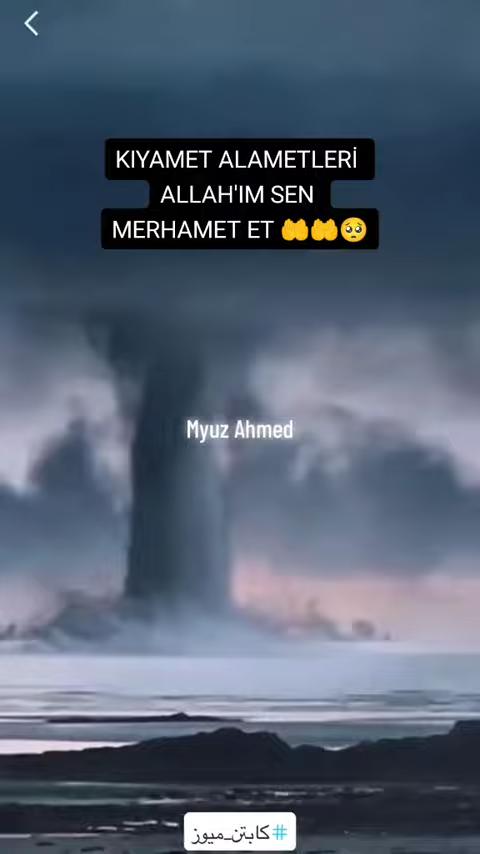 KIYAMET ALAMETLERİ
ALLAH'IM SEN
MERHAMET ET 🤲🤲🥺
Myuz Ahmed
#كابتن_ميوز